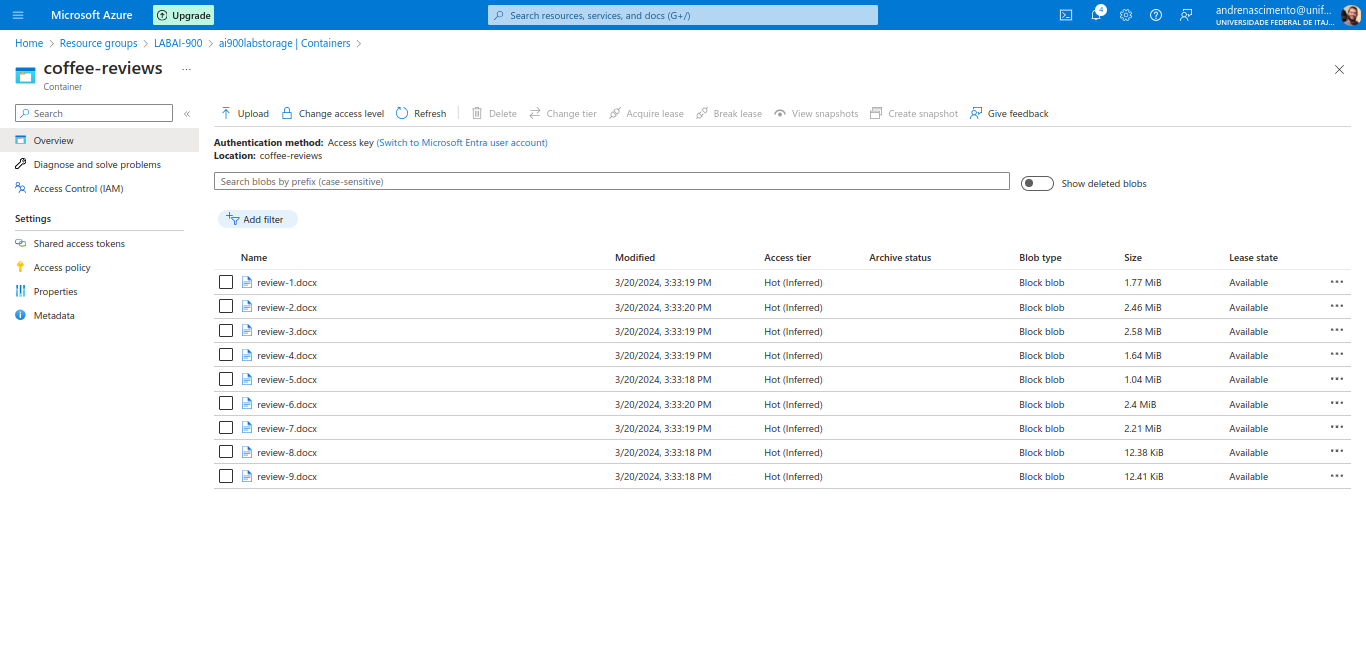 Microsoft Azure Upgrade Search resources, services, and docs (G+/) 4 andrenascimento@unif...
UNIVERSIDADE FEDERAL DE ITAJ...
Home > Resource groups > LABAI-900 > ai900labstorage | Containers >
coffee-reviews ...
Container
Search «
Overview
Diagnose and solve problems
Access Control (IAM)
Settings
Shared access tokens
Access policy
Properties
Metadata
Upload Change access level Refresh Delete Change tier Acquire lease Break lease View snapshots Create snapshot Give feedback
Authentication method: Access key (Switch to Microsoft Entra user account)
Location: coffee-reviews
Search blobs by prefix (case-sensitive) Show deleted blobs
Add filter
Name Modified Access tier Archive status Blob type Size Lease state
review-1.docx 3/20/2024, 3:33:19 PM Hot (Inferred) Block blob 1.77 MiB Available ...
review-2.docx 3/20/2024, 3:33:20 PM Hot (Inferred) Block blob 2.46 MiB Available ...
review-3.docx 3/20/2024, 3:33:19 PM Hot (Inferred) Block blob 2.58 MiB Available ...
review-4.docx 3/20/2024, 3:33:19 PM Hot (Inferred) Block blob 1.64 MiB Available ...
review-5.docx 3/20/2024, 3:33:18 PM Hot (Inferred) Block blob 1.04 MiB Available ...
review-6.docx 3/20/2024, 3:33:20 PM Hot (Inferred) Block blob 2.4 MiB Available ...
review-7.docx 3/20/2024, 3:33:19 PM Hot (Inferred) Block blob 2.21 MiB Available ...
review-8.docx 3/20/2024, 3:33:18 PM Hot (Inferred) Block blob 12.38 KiB Available ...
review-9.docx 3/20/2024, 3:33:18 PM Hot (Inferred) Block blob 12.41 KiB Available ...